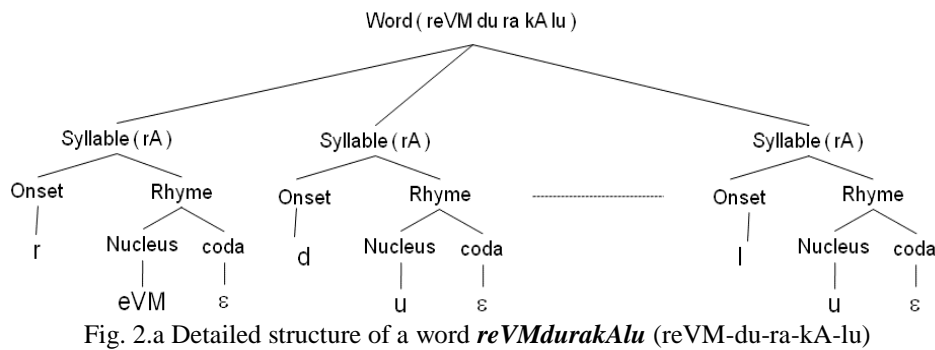 Word ( reVM du ra kA lu )
Syllable ( rA) Syllable ( rA) Syllable ( rA)
Onset Rhyme Onset Rhyme Onset Rhyme
r Nucleus coda d Nucleus coda l Nucleus coda
eVM ε u ε u ε
Fig. 2.a Detailed structure of a word reVMdurakAlu (reVM-du-ra-kA-lu)